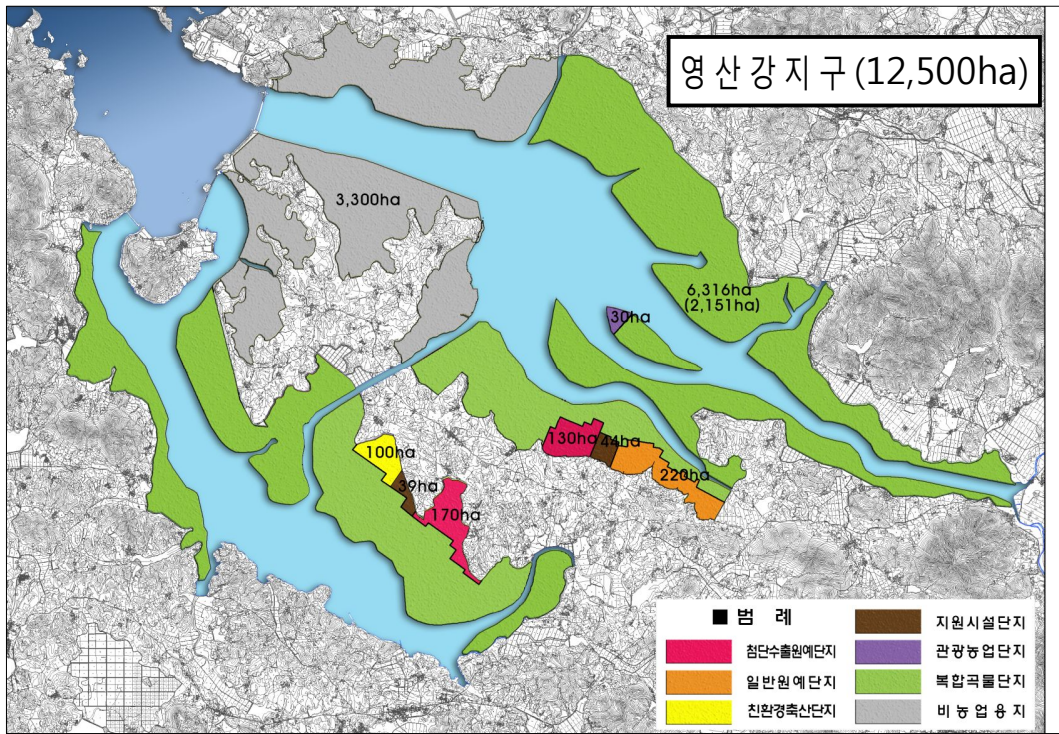 영산강지구(12,500ha)
3,300ha
6,316ha
(2,151ha)
30ha
130ha
44ha
100ha
220ha
39ha
170ha
■ 범 례
첨단수출원예단지
일반원예단지
친환경축산단지
지원시설단지
관광농업단지
복합곡물단지
비농업용지